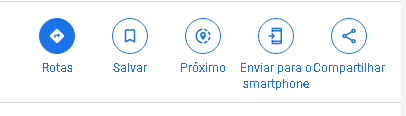 Rotas
Salvar
Próximo
Enviar para o
smartphone
Compartilhar